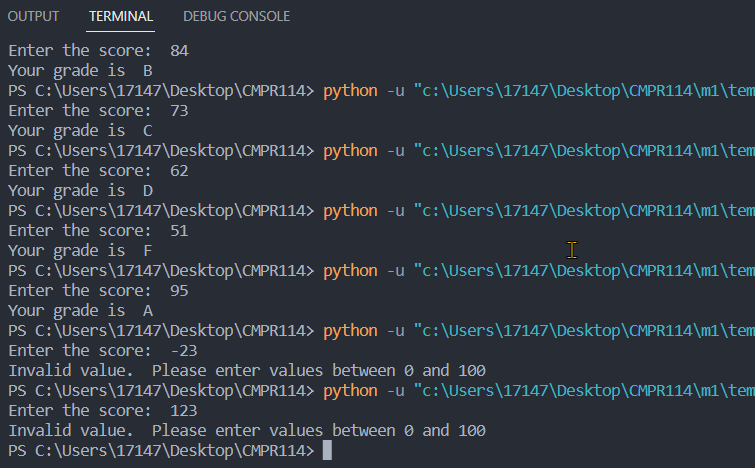 OUTPUT TERMINAL DEBUG CONSOLE
Enter the score:  84
Your grade is  B
PS C:\Users\17147\Desktop\CMPR114> python -u "c:\Users\17147\Desktop\CMPR114\m1\tem
Enter the score:  73
Your grade is  C
PS C:\Users\17147\Desktop\CMPR114> python -u "c:\Users\17147\Desktop\CMPR114\m1\tem
Enter the score:  62
Your grade is  D
PS C:\Users\17147\Desktop\CMPR114> python -u "c:\Users\17147\Desktop\CMPR114\m1\tem
Enter the score:  51
Your grade is  F
PS C:\Users\17147\Desktop\CMPR114> python -u "c:\Users\17147\Desktop\CMPR114\m1\tem
Enter the score:  95
Your grade is  A
PS C:\Users\17147\Desktop\CMPR114> python -u "c:\Users\17147\Desktop\CMPR114\m1\tem
Enter the score:  -23
Invalid value.  Please enter values between 0 and 100
PS C:\Users\17147\Desktop\CMPR114> python -u "c:\Users\17147\Desktop\CMPR114\m1\tem
Enter the score:  123
Invalid value.  Please enter values between 0 and 100
PS C:\Users\17147\Desktop\CMPR114>